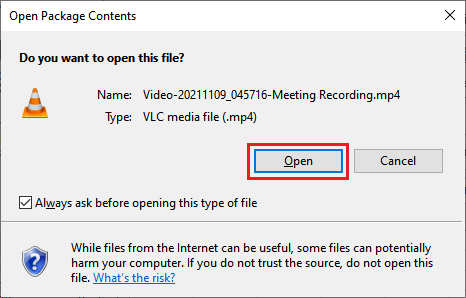 Open Package Contents
Do you want to open this file?
Name: Video-20211109_045716-Meeting Recording.mp4
Type: VLC media file (.mp4)
Open Cancel
Always ask before opening this type of file
While files from the Internet can be useful, some files can potentially
harm your computer. If you do not trust the source, do not open this
file. What's the risk?